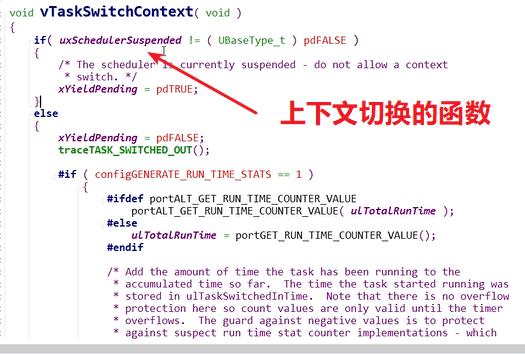 void vTaskSwitchContext( void )
{
if( uxSchedulerSuspended != ( UBaseType_t ) pdFALSE )
{
/* The scheduler is currently suspended - do not allow a context
* switch. */
xYieldPending = pdTRUE;
}
上下文切换的函数
else
{
xYieldPending = pdFALSE;
traceTASK_SWITCHED_OUT();
#if ( configGENERATE_RUN_TIME_STATS == 1 )
{
#ifdef portALT_GET_RUN_TIME_COUNTER_VALUE
portALT_GET_RUN_TIME_COUNTER_VALUE( ulTotalRunTime );
#else
ulTotalRunTime = portGET_RUN_TIME_COUNTER_VALUE();
#endif
/* Add the amount of time the task has been running to the
* accumulated time so far. The time the task started running was
* stored in ulTaskSwitchedInTime. Note that there is no overflow
* protection here so count values are only valid until the timer
* overflows. The guard against negative values is to protect
* against suspect run time stat counter implementations - which